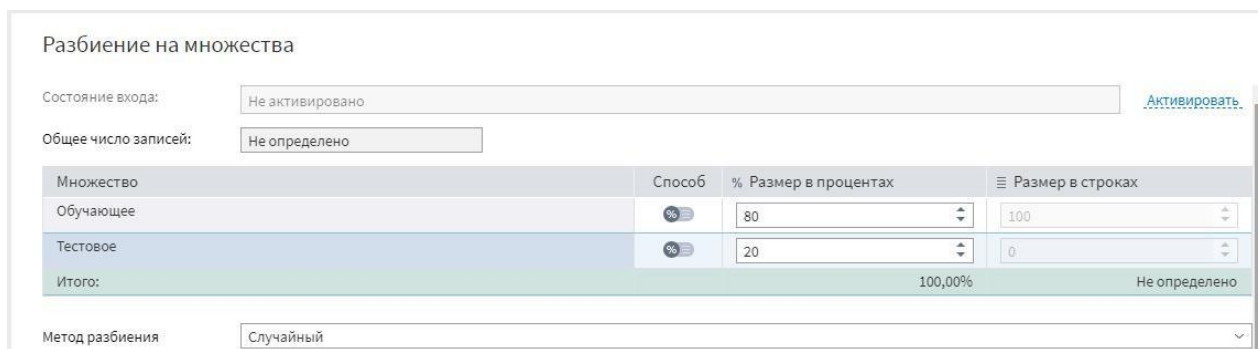 Разбиение на множества
Состояние входа: Не активировано Активировать
Общее число записей: Не определено
Множество Способ % Размер в процентах Размер в строках
Обучающее % 80 100
Тестовое % 20 0
Итого: 100,00% Не определено
Метод разбиения Случайный